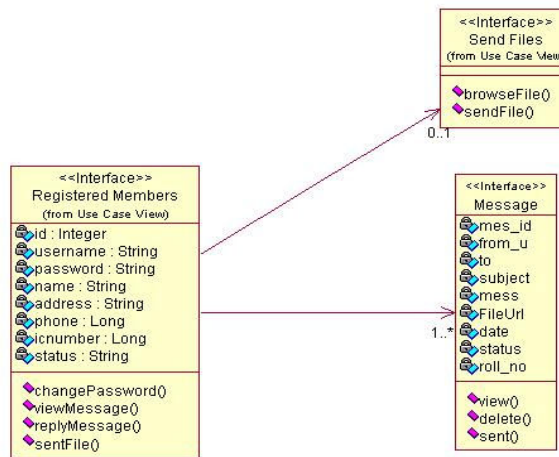 <<Interface>>
Send Files
(from Use Case View)
browseFile()
sendFile()
0..1
<<Interface>>
Registered Members
(from Use Case View)
id : Integer
username : String
password : String
name : String
address : String
phone : Long
icnumber : Long
status : String
changePassword()
viewMessage()
replyMessage()
sentFile()
<<Interface>>
Message
mes_id
from_u
to
subject
mess
FileUrl
date
status
roll_no
view()
delete()
sent()
1..*